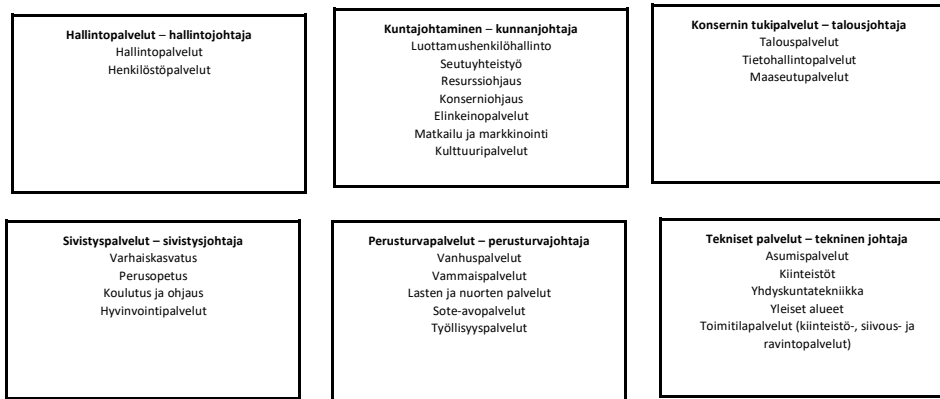 Hallintopalvelut – hallintojohtaja
Hallintopalvelut
Henkilöstöpalvelut
Kuntajohtaminen – kunnanjohtaja
Luottamushenkilöhallinto
Seutuyhteistyö
Resurssiohjaus
Konserniohjaus
Elinkeinopalvelut
Matkailu ja markkinointi
Kulttuuripalvelut
Konsernin tukipalvelut – talousjohtaja
Talouspalvelut
Tietohallintopalvelut
Maaseutupalvelut
Sivistyspalvelut – sivistysjohtaja
Varhaiskasvatus
Perusopetus
Koulutus ja ohjaus
Hyvinvointipalvelut
Perusturvapalvelut – perusturvajohtaja
Vanhuspalvelut
Vammaispalvelut
Lasten ja nuorten palvelut
Sote-avopalvelut
Työllisyyspalvelut
Tekniset palvelut – tekninen johtaja
Asumispalvelut
Kiinteistöt
Yhdyskuntatekniikka
Yleiset alueet
Toimitilapalvelut (kiinteistö-, siivous- ja
ravintopalvelut)